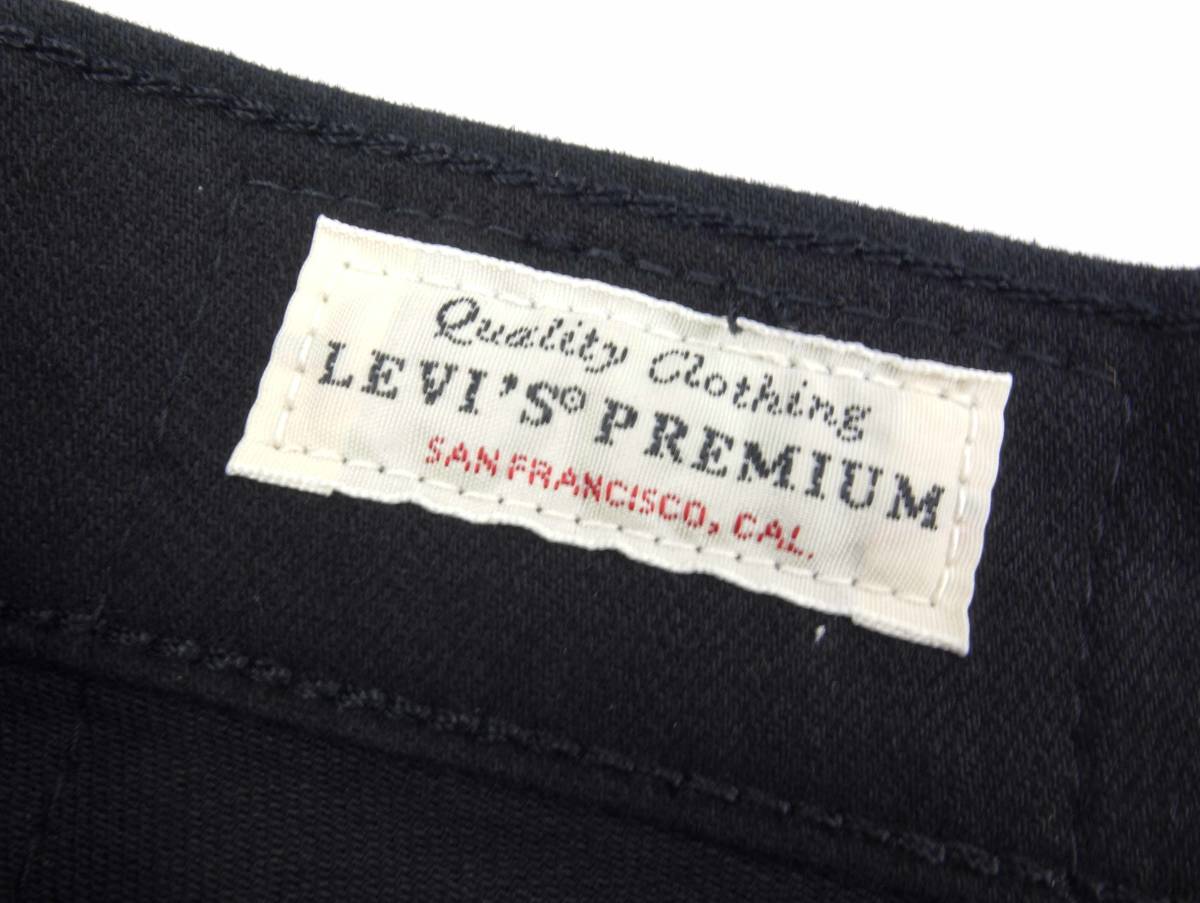 Quality Clothing
LEVI'S® PREMIUM
SAN FRANCISCO, CAL.